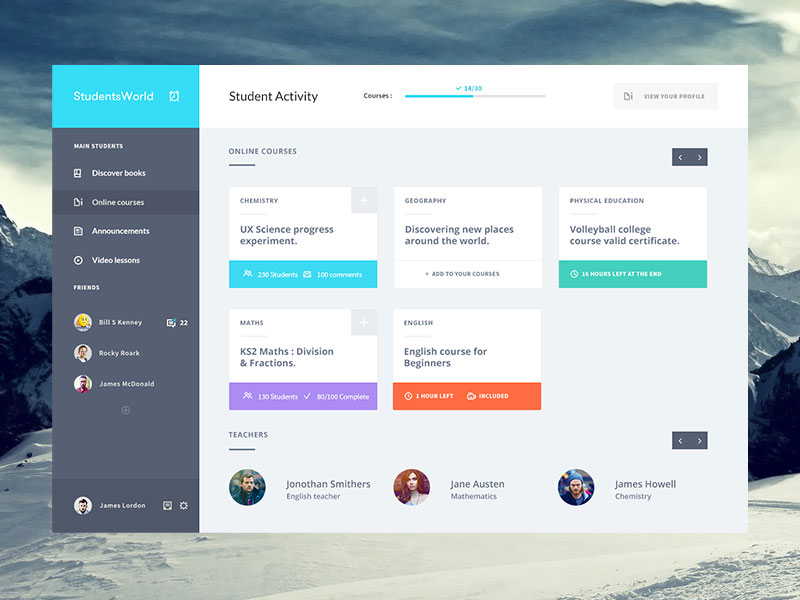 StudentsWorld
MAIN STUDENTS
Discover books
Online courses
Announcements
Video lessons
FRIENDS
Bill S Kenney 22
Rocky Roark
James McDonald
James Lordon
Student Activity
Courses :
14/30
VIEW YOUR PROFILE
ONLINE COURSES
CHEMISTRY
UX Science progress
experiment.
230 Students 100 comments
GEOGRAPHY
Discovering new places
around the world.
+ ADD TO YOUR COURSES
PHYSICAL EDUCATION
Volleyball college
course valid certificate.
16 HOURS LEFT AT THE END
MATHS
KS2 Maths : Division
& Fractions.
130 Students 80/100 Complete
ENGLISH
English course for
Beginners
1 HOUR LEFT INCLUDED
TEACHERS
Jonothan Smithers
English teacher
Jane Austen
Mathematics
James Howell
Chemistry